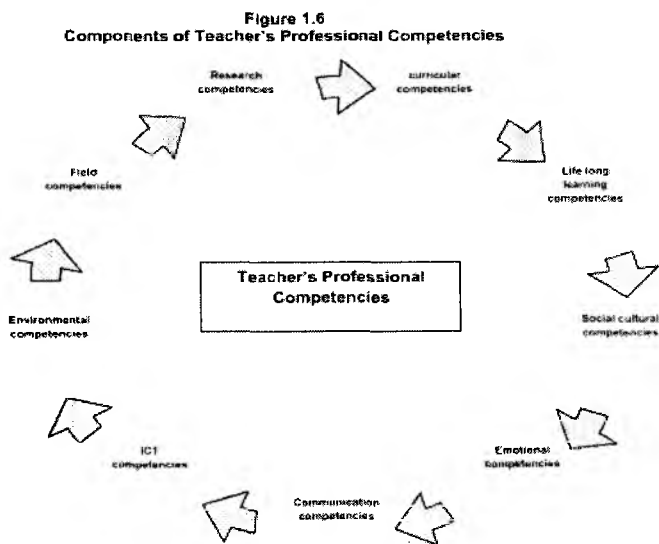 Figure 1.6
Components of Teacher's Professional Competencies
Research
competencies
curricular
competencies
Life long
learning
competencies
Social cultural
competencies
Emotional
competencies
Communication
competencies
ICT
competencies
Environmental
competencies
Field
competencies
Teacher's Professional
Competencies